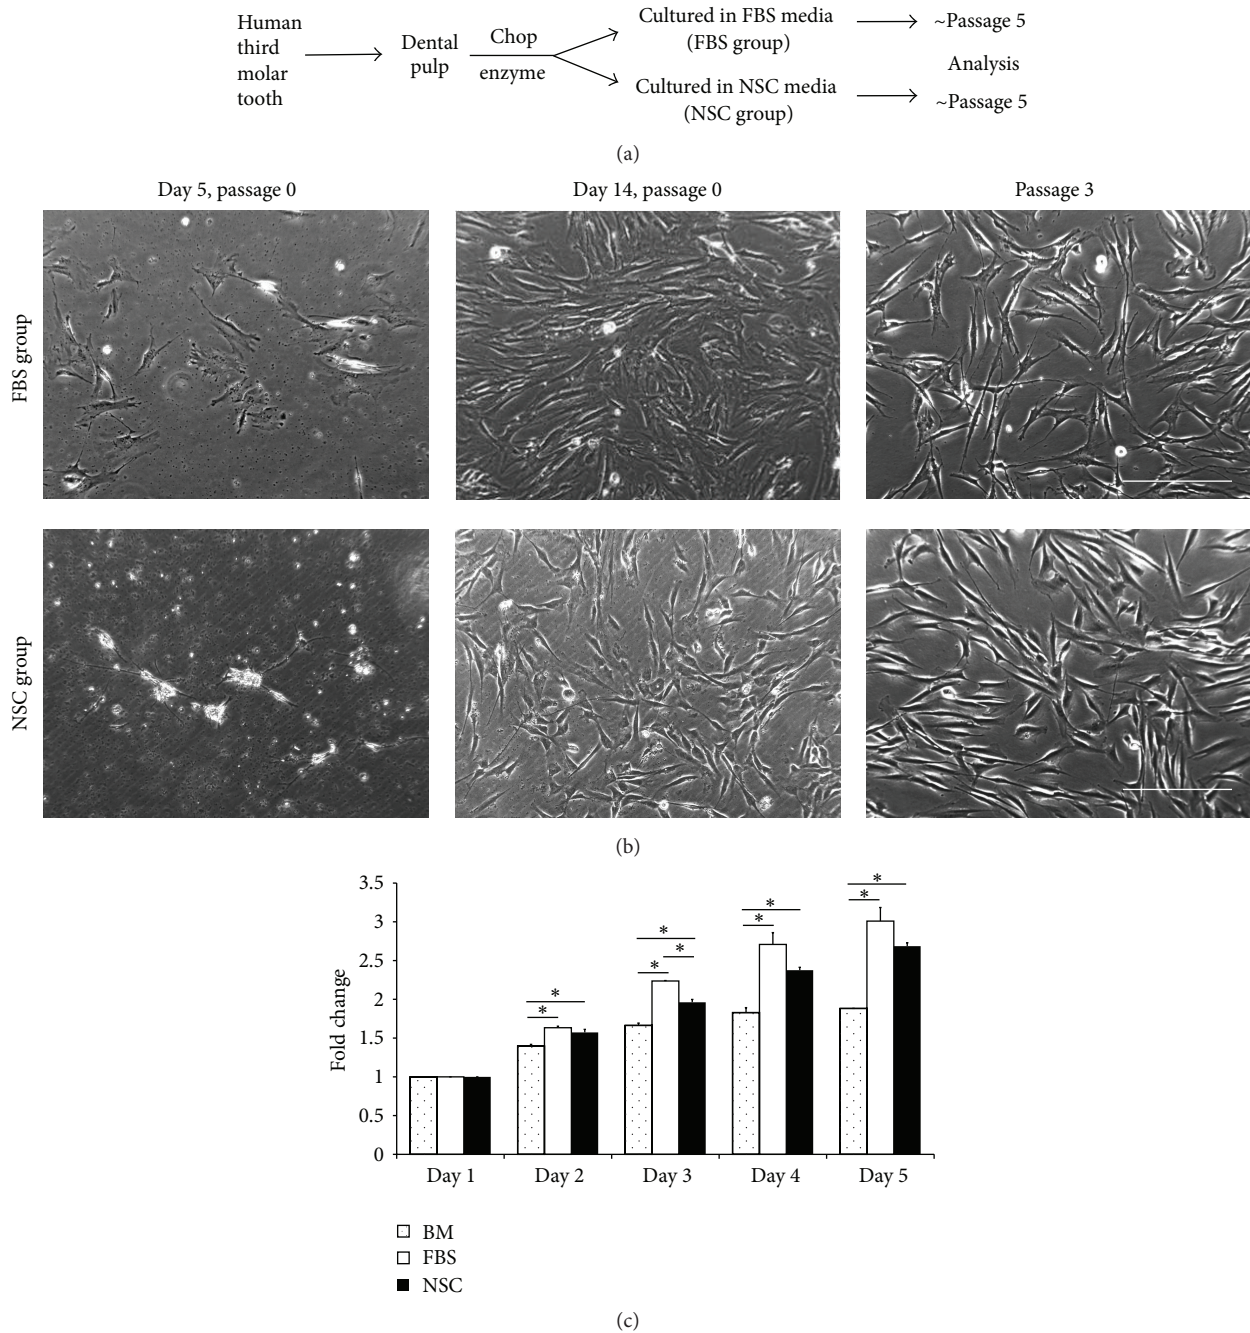 Human
third
molar
tooth
Dental
pulp
Chop
enzyme
Cultured in FBS media
(FBS group)
~Passage 5
Analysis
Cultured in NSC media
(NSC group)
~Passage 5
(a)
Day 5, passage 0
Day 14, passage 0
Passage 3
FBS group
NSC group
(b)
Fold change
3.5
3
2.5
2
1.5
1
0.5
0
* *
* * *
* *
* *
Day 1
Day 2
Day 3
Day 4
Day 5
BM
FBS
NSC
(c)